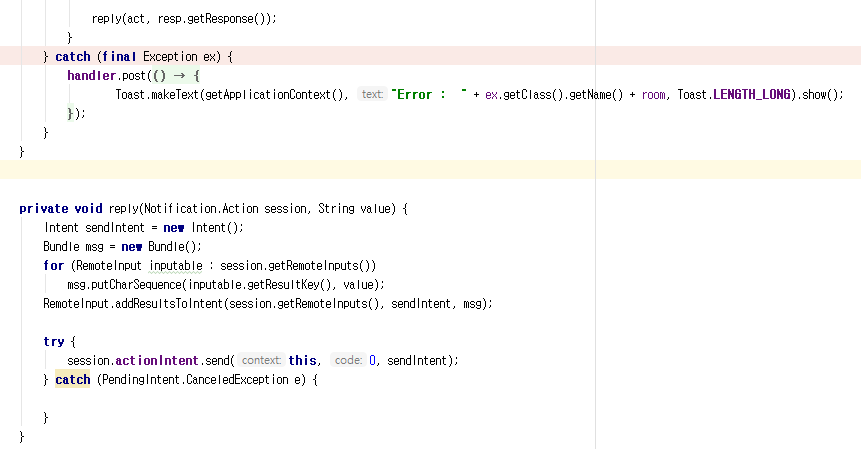 reply(act, resp.getResponse());
}
} catch (final Exception ex) {
handler.post(() → {
Toast.makeText(getApplicationContext(), text: "Error :  " + ex.getClass().getName() + room, Toast.LENGTH_LONG).show();
});
}
}
private void reply(Notification.Action session, String value) {
Intent sendIntent = new Intent();
Bundle msg = new Bundle();
for (RemoteInput inputable : session.getRemoteInputs())
msg.putCharSequence(inputable.getResultKey(), value);
RemoteInput.addResultsToIntent(session.getRemoteInputs(), sendIntent, msg);
try {
session.actionIntent.send( context: this, code: 0, sendIntent);
} catch (PendingIntent.CanceledException e) {
}
}